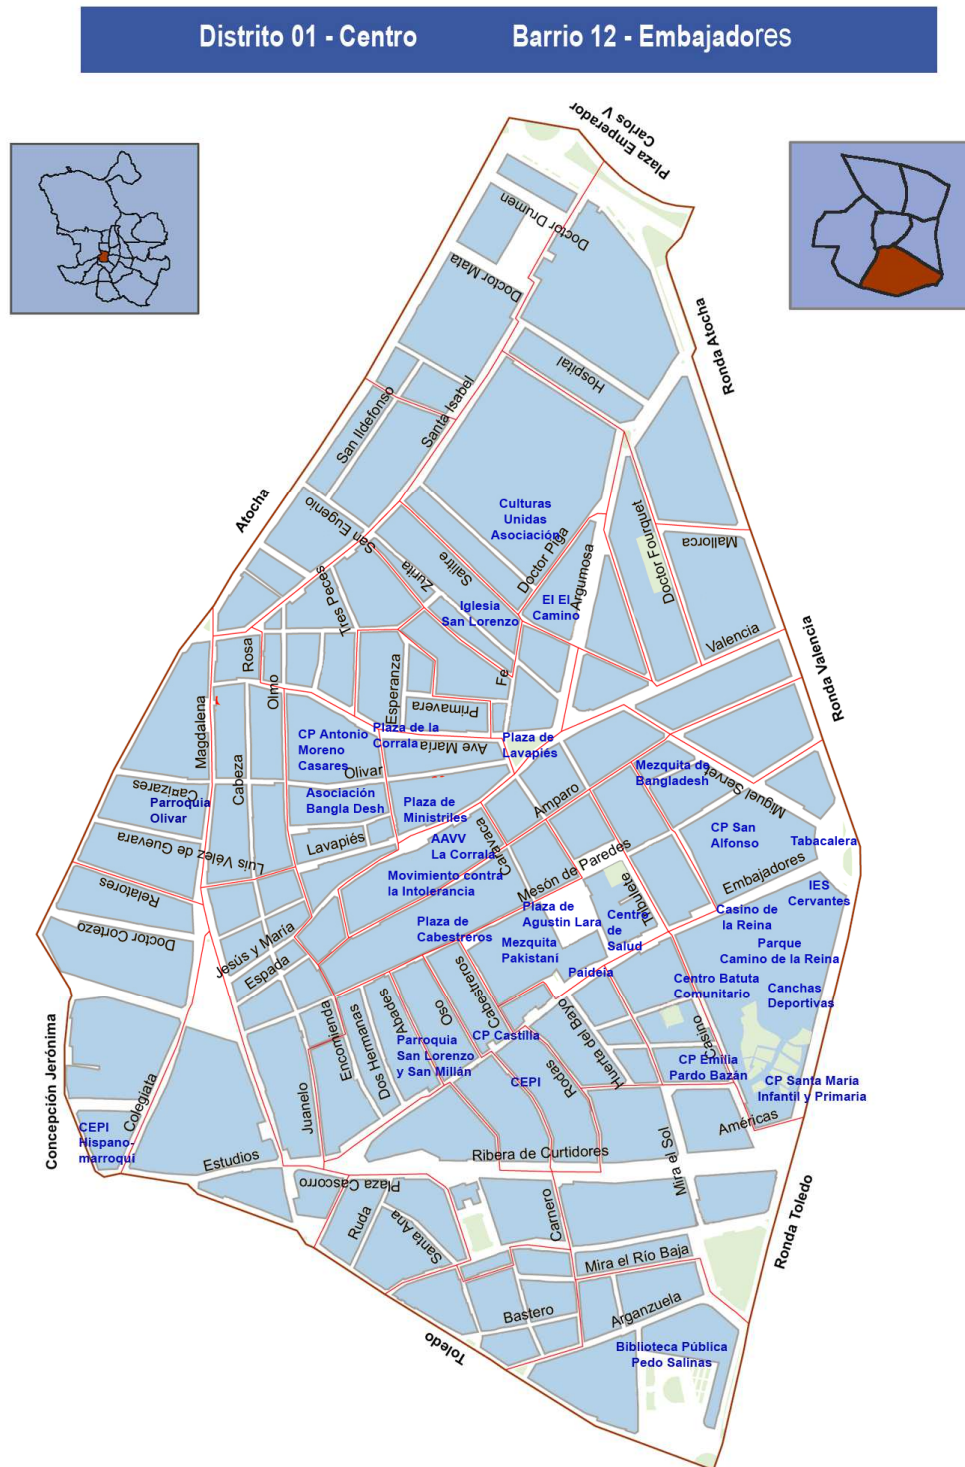 Distrito 01 - Centro
Barrio 12 - Embajadores
Plaza Emperador
Carlos V
Doctor Drumen
Doctor Mata
Ronda Atocha
Hospital
San Ildefonso
Santa Isabel
Atocha
San Eugenio
Culturas
Unidas
Asociación
Doctor Piga
Doctor Fourquet
Mallorca
Argumosa
Salitre
Zurita
Tres Peces
Iglesia
San Lorenzo
El El
Camino
Valencia
Ronda Valencia
Rosa
Olmo
Esperanza
Fe
Primavera
Magdalena
Cabeza
CP Antonio
Moreno
Casares
Plaza de la
Corrala
Ave María
Plaza de
Lavapiés
Olivar
Mezquita de
Bangladesh
Miguel Servet
Cañizares
Parroquia
Olivar
Asociación
Bangla Desh
Plaza de
Ministriles
Amparo
Luis Vélez de Guevara
Lavapiés
AAVV
La Corrala
Caravaca
Mesón de Paredes
CP San
Alfonso
Tabacalera
Relatores
Movimiento contra
la Intolerancia
Embajadores
IES
Cervantes
Tribulete
Doctor Cortezo
Jesús y María
Espada
Plaza de
Cabestreros
Plaza de
Agustin Lara
Centro
de
Salud
Casino de
la Reina
Mezquita
Pakistaní
Parque
Camino de la Reina
Paideia
Centro Batuta
Comunitario
Canchas
Deportivas
Encomienda
Dos Hermanas
Abades
Oso
Cabestreros
Huerta del Bayo
Casino
Concepción Jerónima
Parroquia
San Lorenzo
y San Millán
CP Castilla
CEPI
Rodas
CP Emilia
Pardo Bazán
CP Santa Maria
Infantil y Primaria
Colegiata
Juanelo
CEPI
Hispano-
marroquí
Américas
Estudios
Ribera de Curtidores
Mira el Sol
Plaza Cascorro
Ruda
Santa Ana
Carnero
Ronda Toledo
Mira el Río Baja
Arganzuela
Bastero
Toledo
Biblioteca Pública
Pedo Salinas